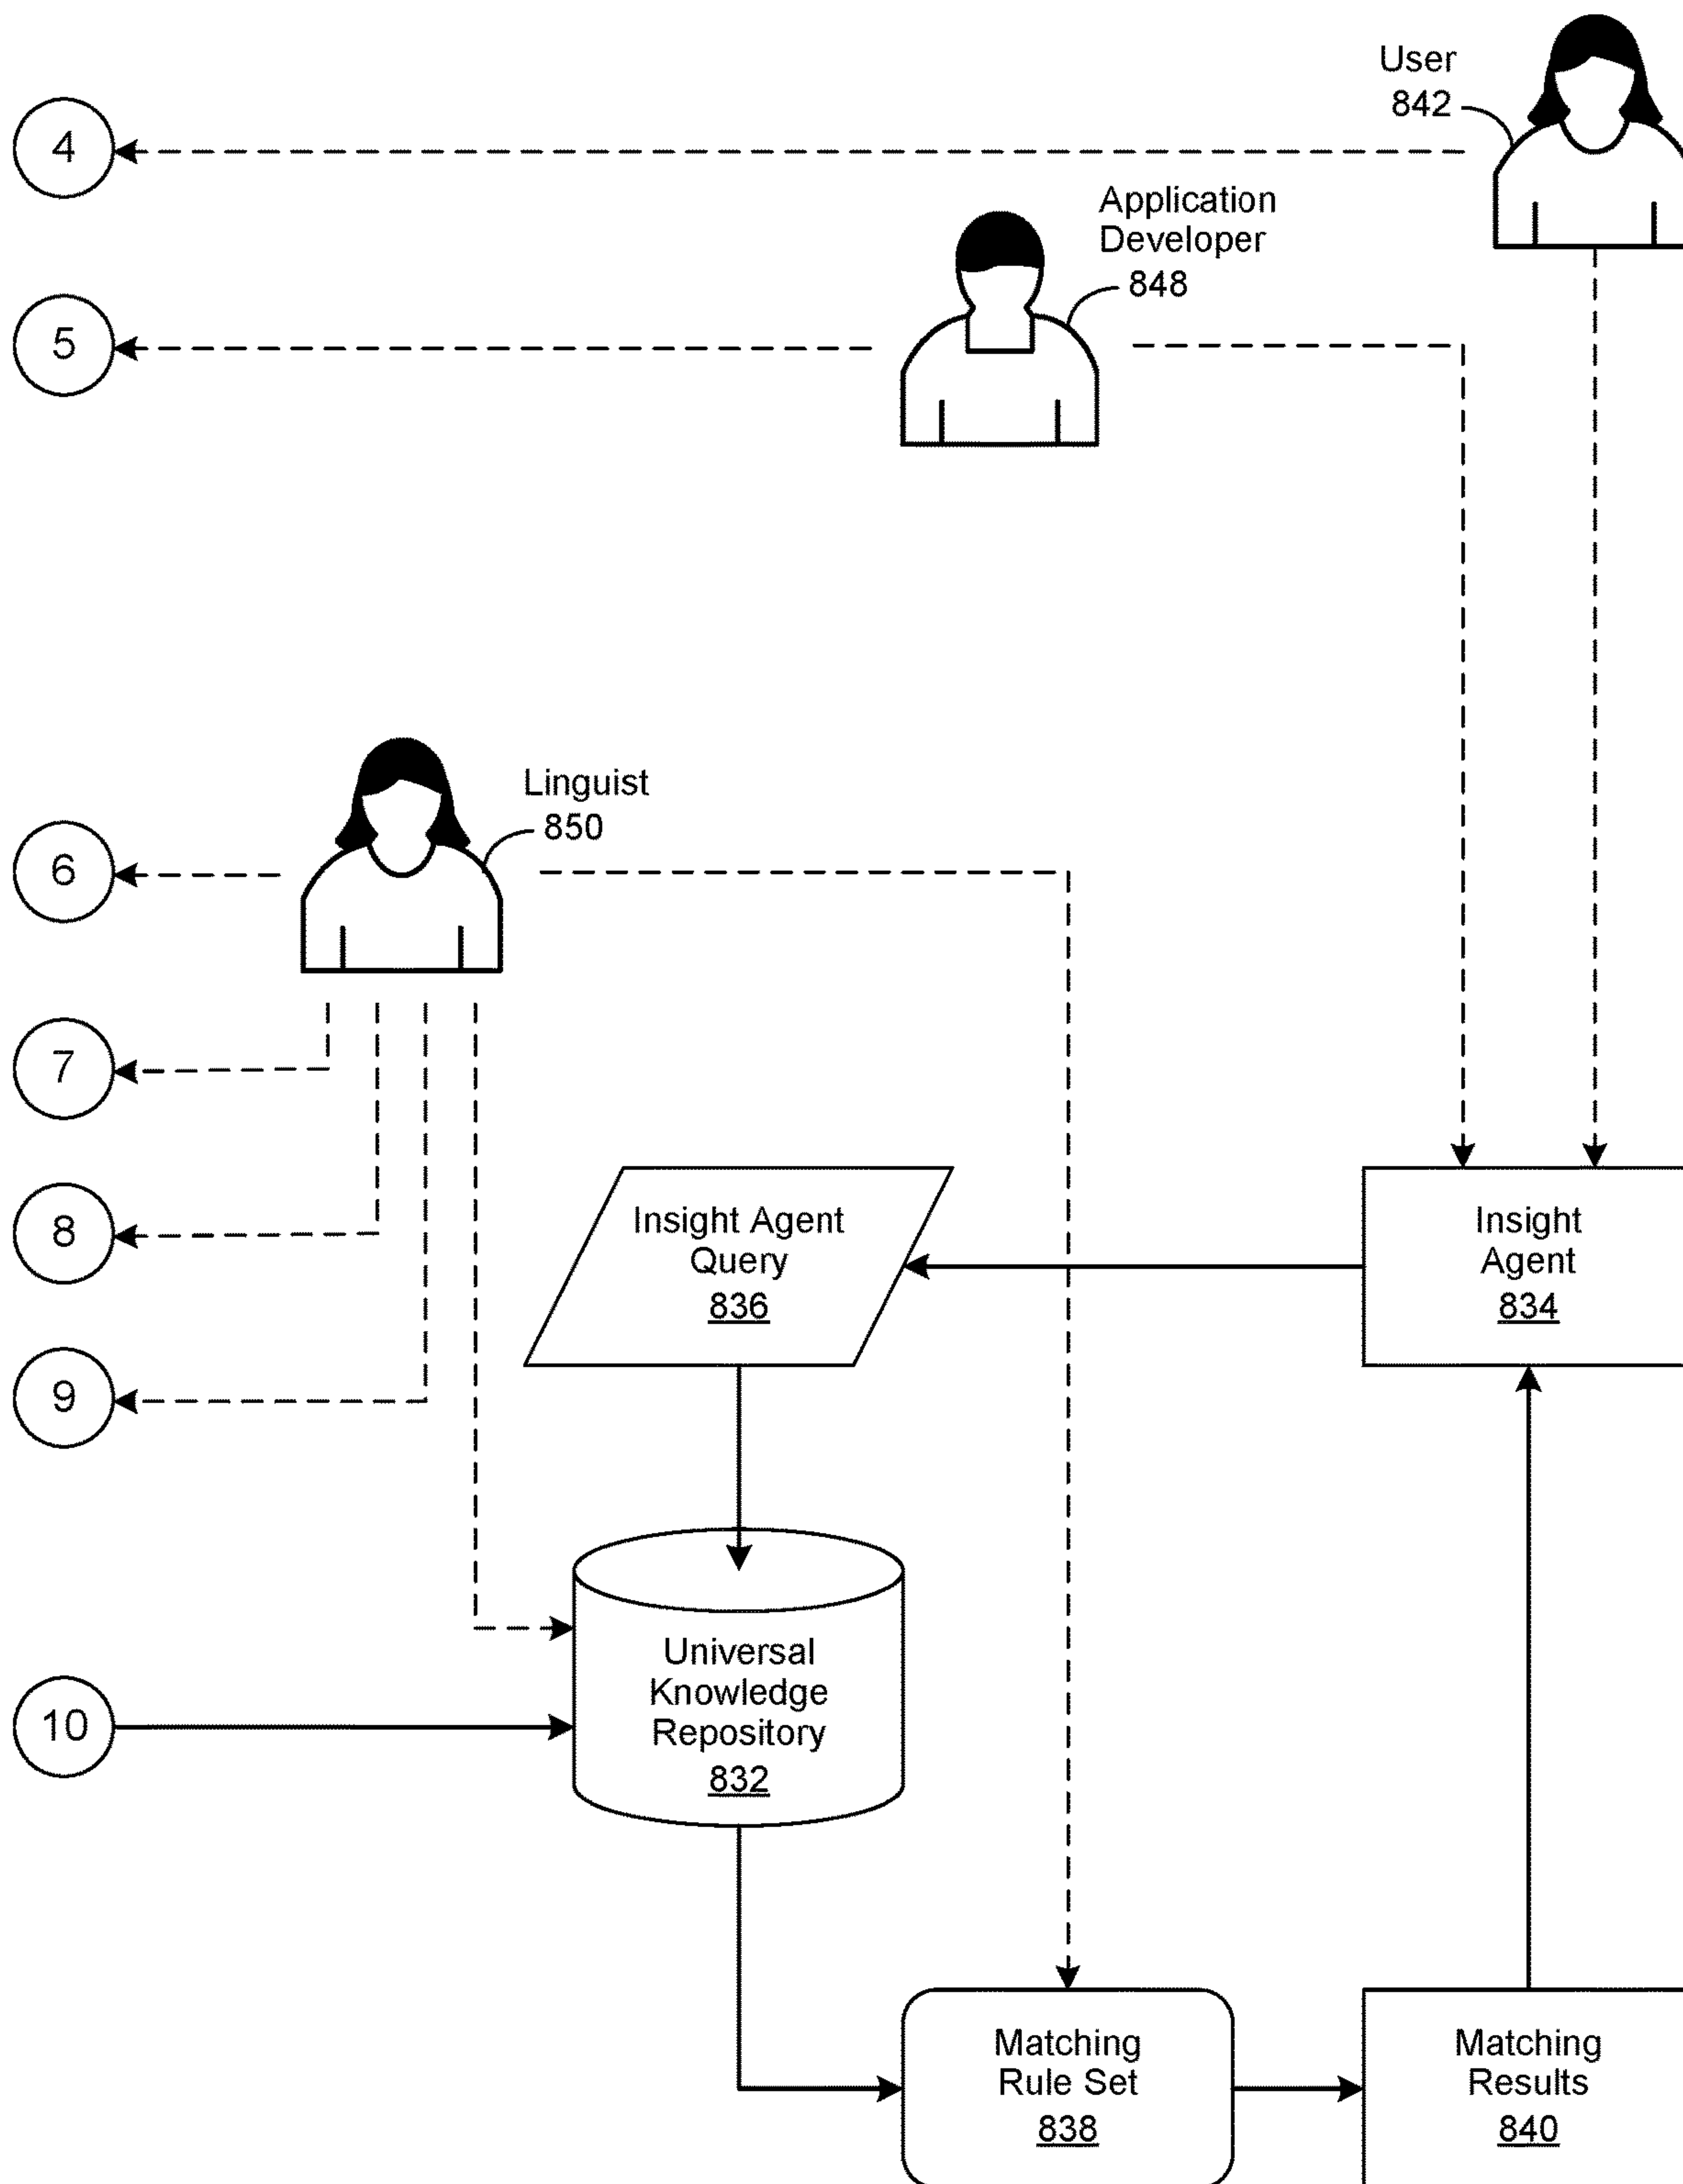 User
842
4
Application
Developer
848
5
Linguist
850
6
7
8
9
Insight Agent
Query
836
Insight
Agent
834
Universal
Knowledge
Repository
832
10
Matching
Rule Set
838
Matching
Results
840